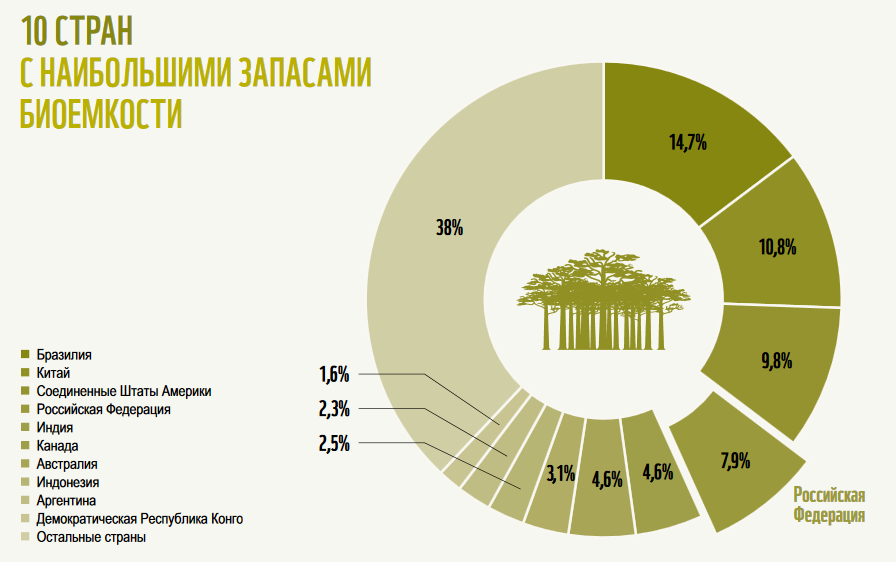 10 СТРАН
С НАИБОЛЬШИМИ ЗАПАСАМИ
БИОЕМКОСТИ
14,7%
10,8%
9,8%
7,9%
Российская
Федерация
4,6%
4,6%
3,1%
2,5%
2,3%
1,6%
38%
Бразилия
Китай
Соединенные Штаты Америки
Российская Федерация
Индия
Канада
Австралия
Индонезия
Аргентина
Демократическая Республика Конго
Остальные страны